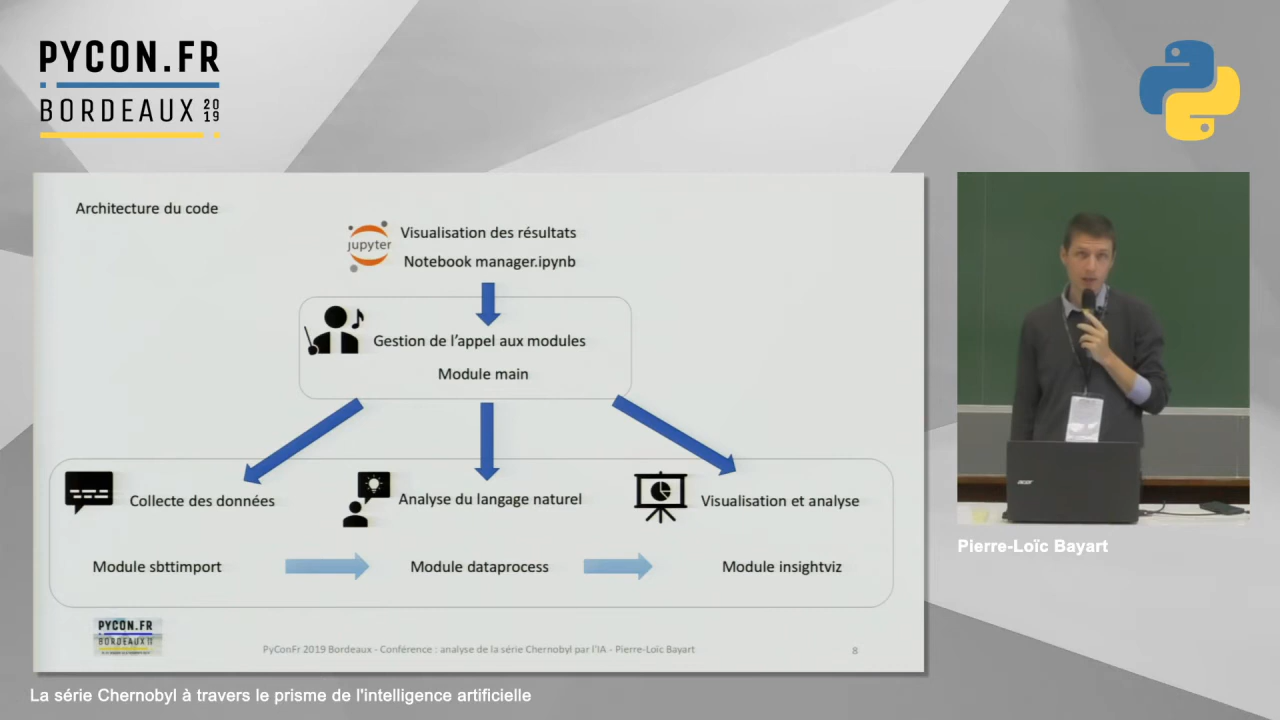 PYCON.FR
BORDEAUX 2019
Architecture du code
jupyter
Visualisation des résultats
Notebook manager.ipynb
Gestion de l'appel aux modules
Module main
Collecte des données
Analyse du langage naturel
Visualisation et analyse
Module sbttimport
Module dataprocess
Module insightviz
PYCON.FR
BORDEAUX
PyConFr 2019 Bordeaux - Conférence : analyse de la série Chernobyl par l'IA - Pierre-Loïc Bayart
8
acer
Pierre-Loïc Bayart
La série Chernobyl à travers le prisme de l'intelligence artificielle